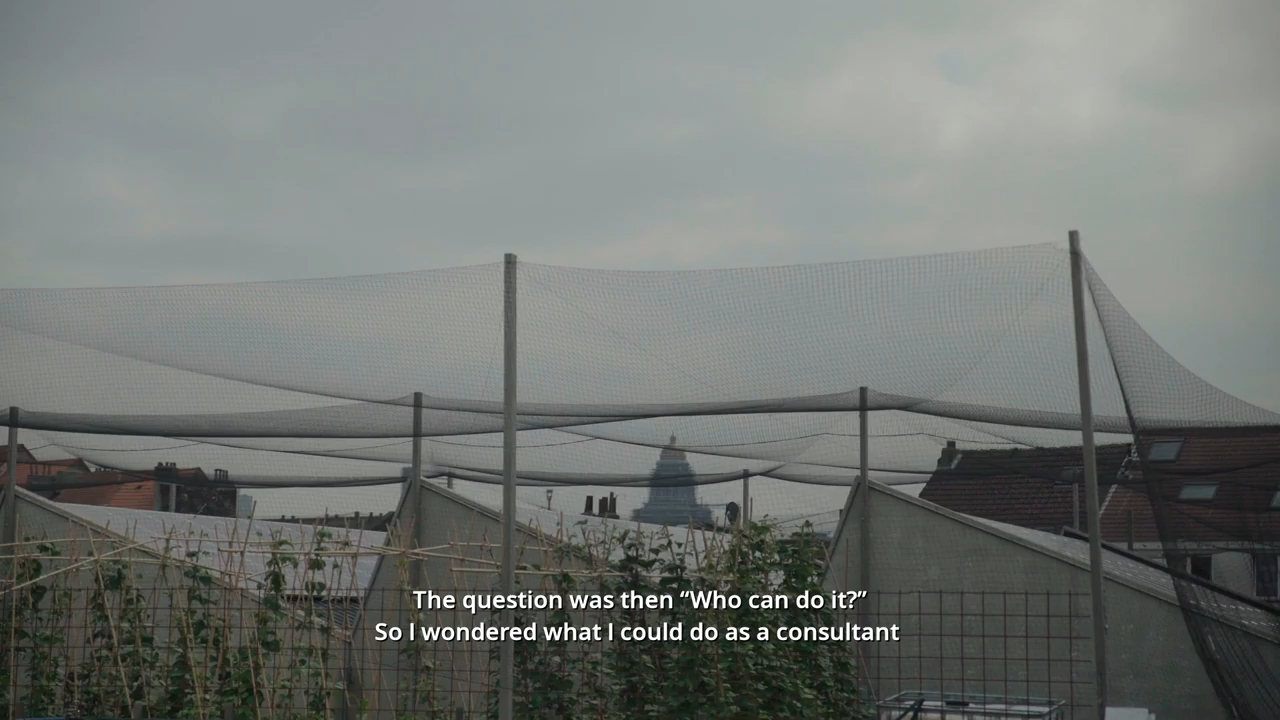 The question was then “Who can do it?”
So I wondered what I could do as a consultant